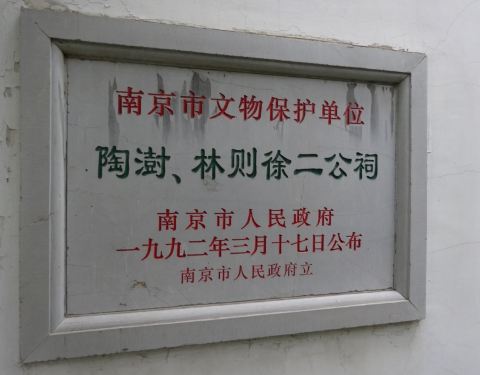 南京市文物保护单位
陶澍、林则徐二公祠
南京市人民政府
一九九二年三月十七日公布
南京市人民政府立